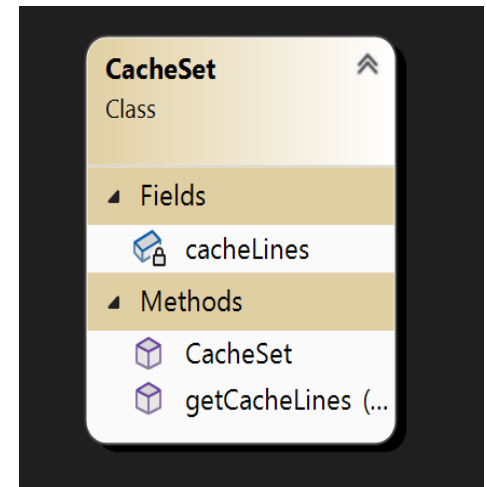 CacheSet
Class
Fields
cacheLines
Methods
CacheSet
getCacheLines (...